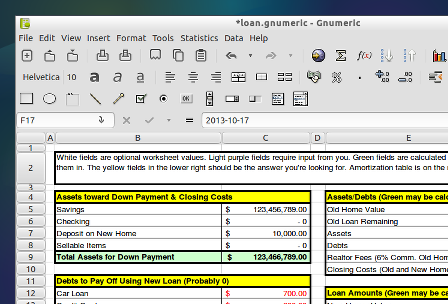 *loan.gnumeric - Gnumeric
File Edit View Insert Format Tools Statistics Data Help
Helvetica 10 a a a
f(x)
OK
%
F17 = 2013-10-17
A B C D E
1
2 White fields are optional worksheet values. Light purple fields require input from you. Green fields are calculated
them in. The yellow fields in the lower right should be the answer you're looking for. Amortization table is on the
3
4 Assets toward Down Payment & Closing Costs Assets/Debts (Green may be
5 Savings $ 123,456,789.00 Old Home Value
6 Checking $ - 0 Old Loan Remaining
7 Deposit on New Home $ 10,000.00 Assets
8 Sellable Items $ - 0 Debts
9 Total Assets for Down Payment $ 123,466,789.00 Realtor Fees (6% Comm. Old Hom
10 Closing Costs (Old and New Home
11 Debts to Pay Off Using New Loan (Probably 0)
12 Car Loan $ 700.00 Loan Amounts (Green may be ca